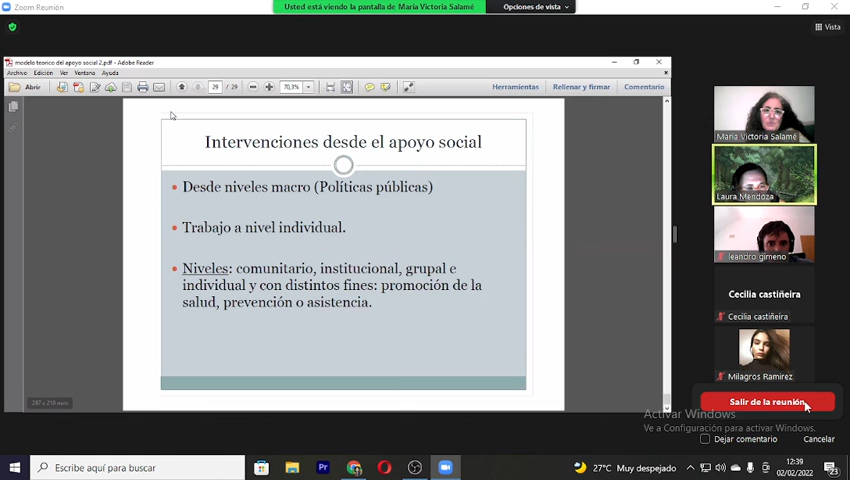 Zoom Reunión
Usted está viendo la pantalla de Maria Victoria Salamé
Opciones de vista
Vista
modelo teorico del apoyo social 2.pdf - Adobe Reader
Archivo Edición Ver Ventana Ayuda
Abrir
29 / 29
70,3%
Herramientas
Rellenar y firmar
Comentario
Intervenciones desde el apoyo social
Desde niveles macro (Políticas públicas)
Trabajo a nivel individual.
Niveles: comunitario, institucional, grupal e
individual y con distintos fines: promoción de la
salud, prevención o asistencia.
Maria Victoria Salamé
Laura Mendoza
leandro gimeno
Cecilia castiñeira
Cecilia castiñeira
Milagros Ramirez
Salir de la reunión
Activar Windows
Ve a Configuración para activar Windows.
Dejar comentario
Cancelar
Escribe aquí para buscar
Pr
27°C Muy despejado
12:39
02/02/2022
23